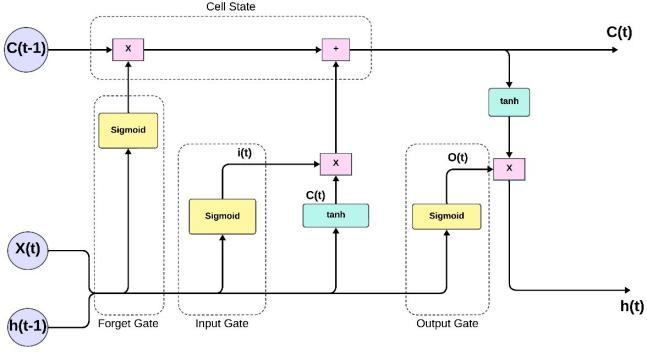 Cell State
C(t-1)
X
+
C(t)
tanh
Sigmoid
i(t)
X
O(t)
X
C(t)
Sigmoid
tanh
Sigmoid
X(t)
h(t-1)
h(t)
Forget Gate
Input Gate
Output Gate